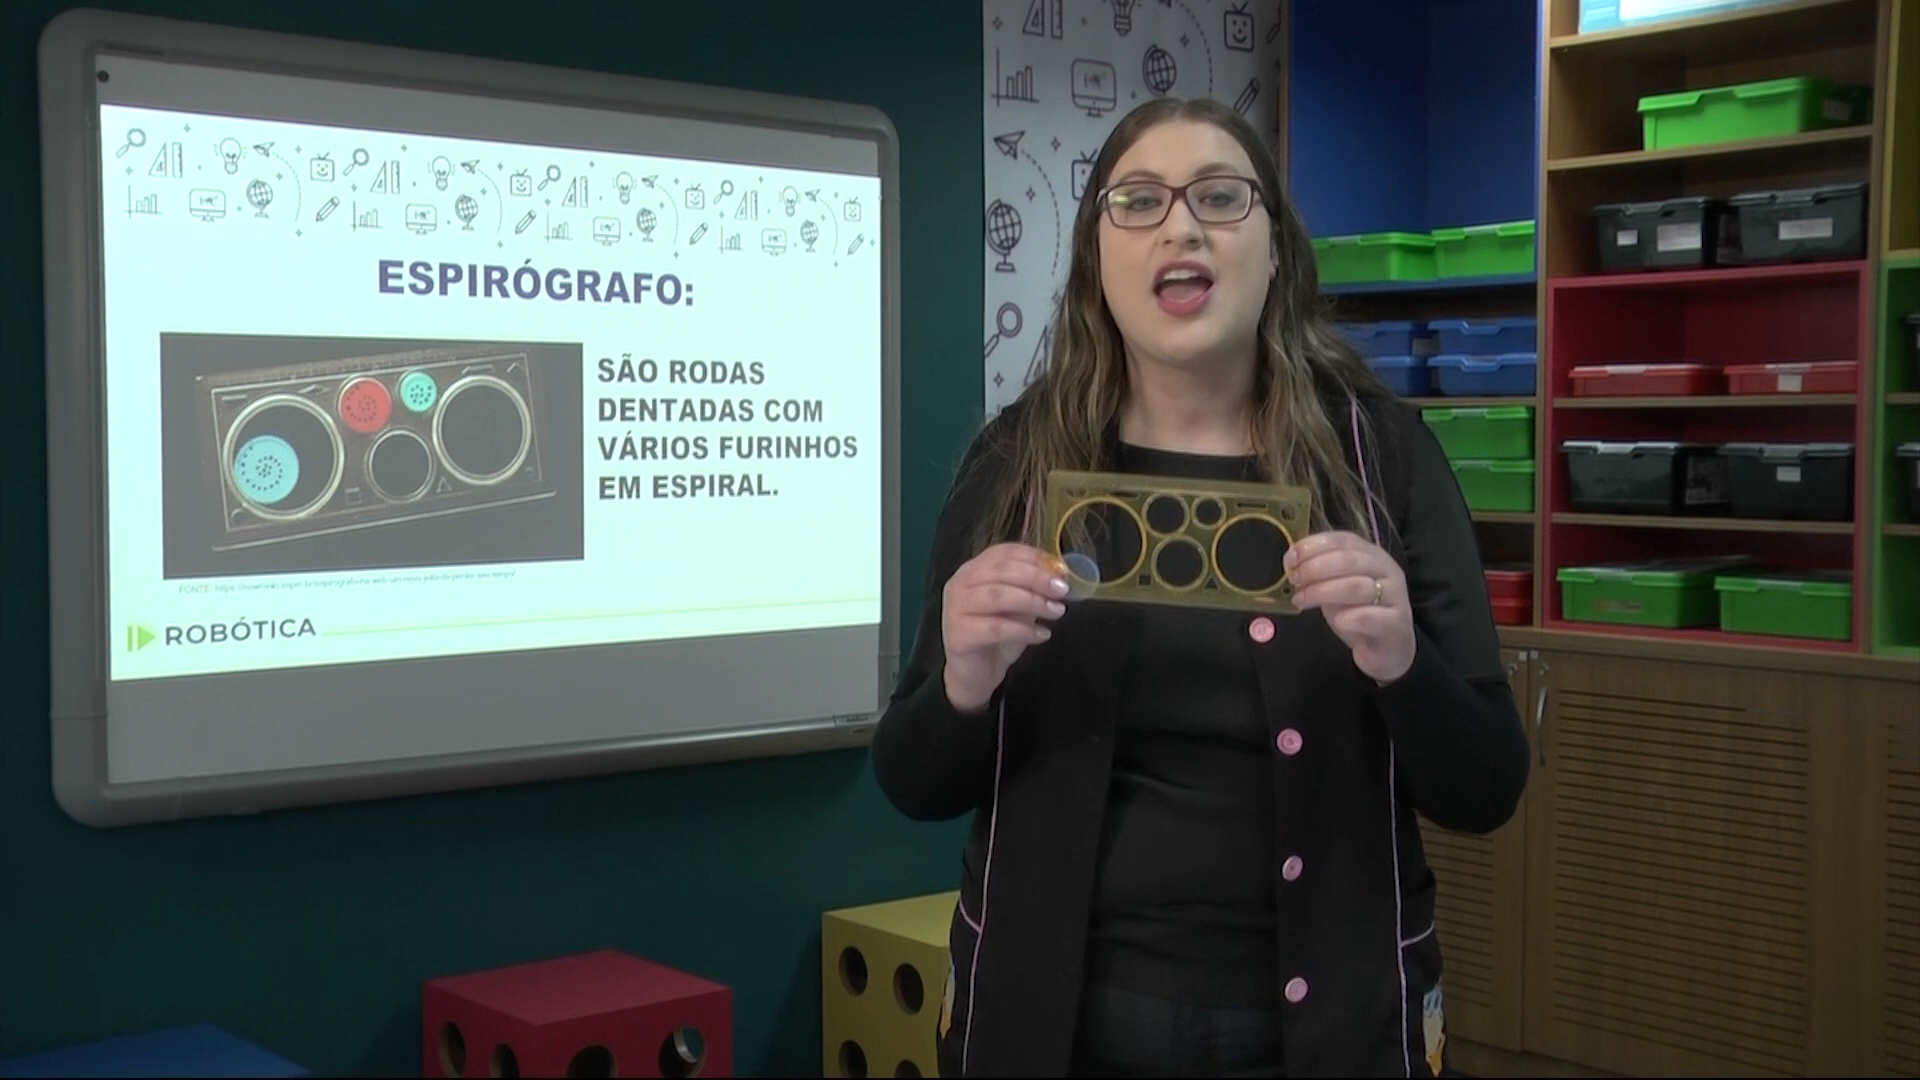 ESPIRÓGRAFO:
SÃO RODAS
DENTADAS COM
VÁRIOS FURINHOS
EM ESPIRAL.
ROBÓTICA